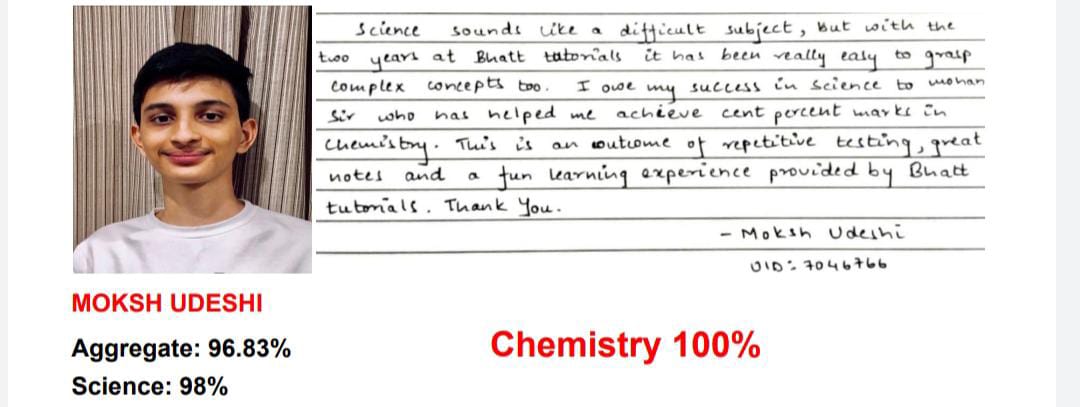 Science sounds like a difficult subject, but with the
two years at Bhatt tutorials it has been really easy to grasp
complex concepts too. I owe my success in science to mohan
Sir who has helped me achieve cent percent marks in
Chemistry. This is an outcome of repetitive testing, great
notes and a fun learning experience provided by Bhatt
tutorials. Thank You.
- Moksh Udeshi
UID: 7046766
MOKSH UDESHI
Aggregate: 96.83%
Science: 98%
Chemistry 100%